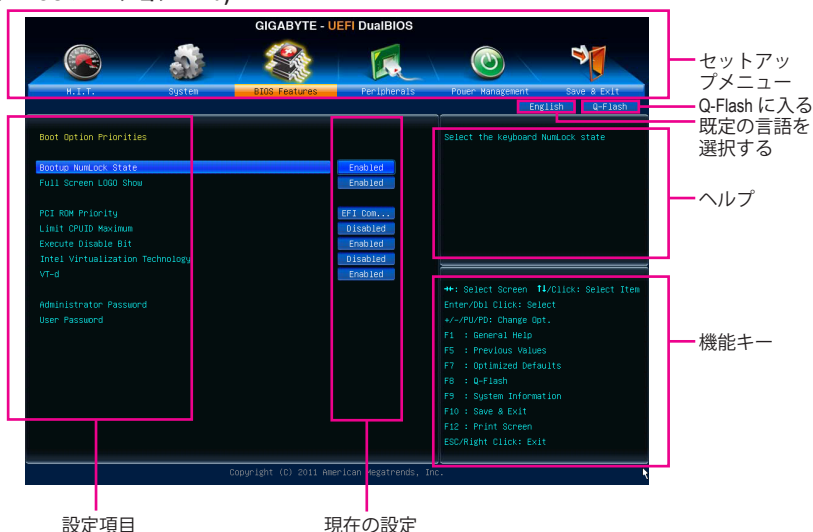 GIGABYTE - UEFI DualBIOS
M.I.T.
System
BIOS Features
Peripherals
Power Management
Save & Exit
セットアッ
プメニュー
English
Q-Flash
Q-Flash に入る
既定の言語を
選択する
Boot Option Priorities
Bootup NumLock State
Enabled
Full Screen LOGO Show
Enabled
PCI ROM Priority
EFI Com...
Limit CPUID Maximum
Disabled
Execute Disable Bit
Enabled
Intel Virtualization Technology
Disabled
VT-d
Enabled
Administrator Password
User Password
Select the keyboard NumLock state
ヘルプ
→←: Select Screen ↑↓/Click: Select Item
Enter/Dbl Click: Select
+/-/PU/PD: Change Opt.
F1 : General Help
F5 : Previous Values
F7 : Optimized Defaults
F8 : Q-Flash
F9 : System Information
F10 : Save & Exit
F12 : Print Screen
ESC/Right Click: Exit
機能キー
Copyright (C) 2011 American Megatrends, Inc.
設定項目
現在の設定